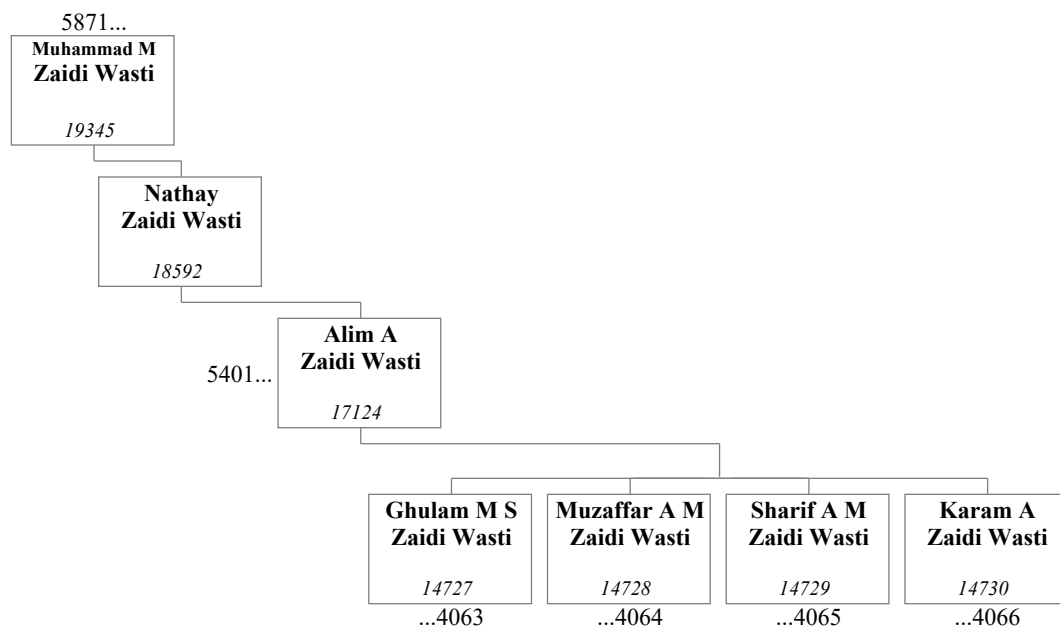 5871...
Muhammad M
Zaidi Wasti
19345
Nathay
Zaidi Wasti
18592
5401...
Alim A
Zaidi Wasti
17124
Ghulam M S
Zaidi Wasti
14727
...4063
Muzaffar A M
Zaidi Wasti
14728
...4064
Sharif A M
Zaidi Wasti
14729
...4065
Karam A
Zaidi Wasti
14730
...4066